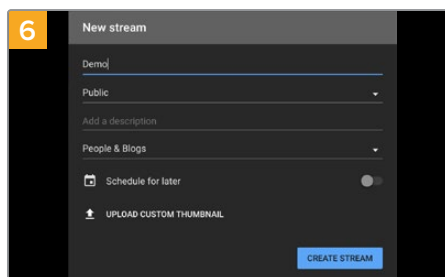 6
New stream
Demo
Public
Add a description
People & Blogs
Schedule for later
UPLOAD CUSTOM THUMBNAIL
CREATE STREAM